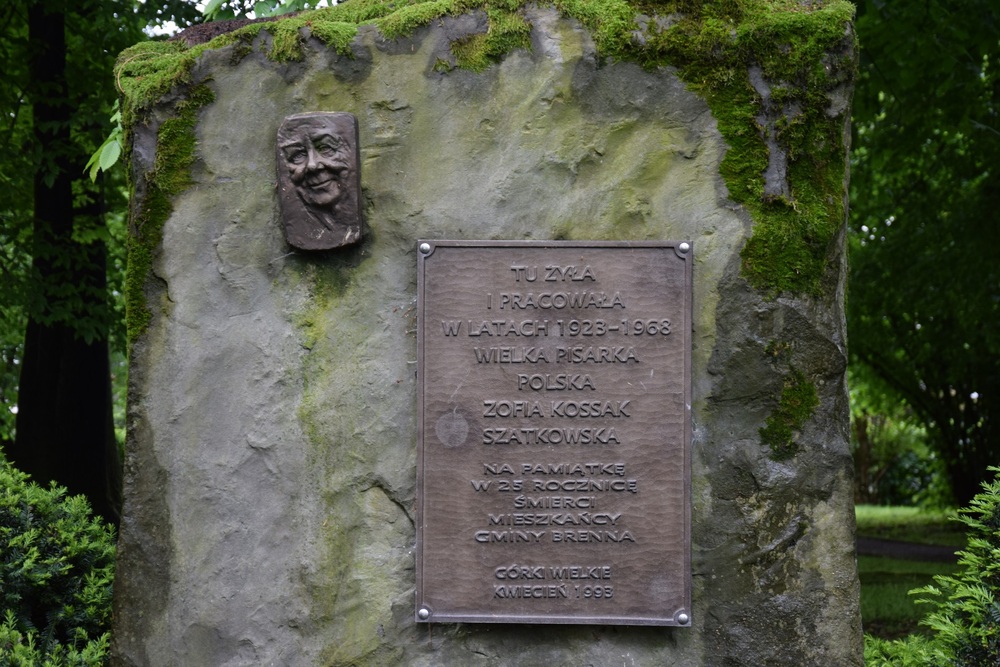 TU ŻYŁA
I PRACOWAŁA
W LATACH 1923-1968
WIELKA PISARKA
POLSKA
ZOFIA KOSSAK
SZATKOWSKA
NA PAMIĄTKĘ
W 25 ROCZNICĘ
ŚMIERCI
MIESZKAŃCY
GMINY BRENNA
GÓRKI WIELKIE
KWIECIEŃ 1993